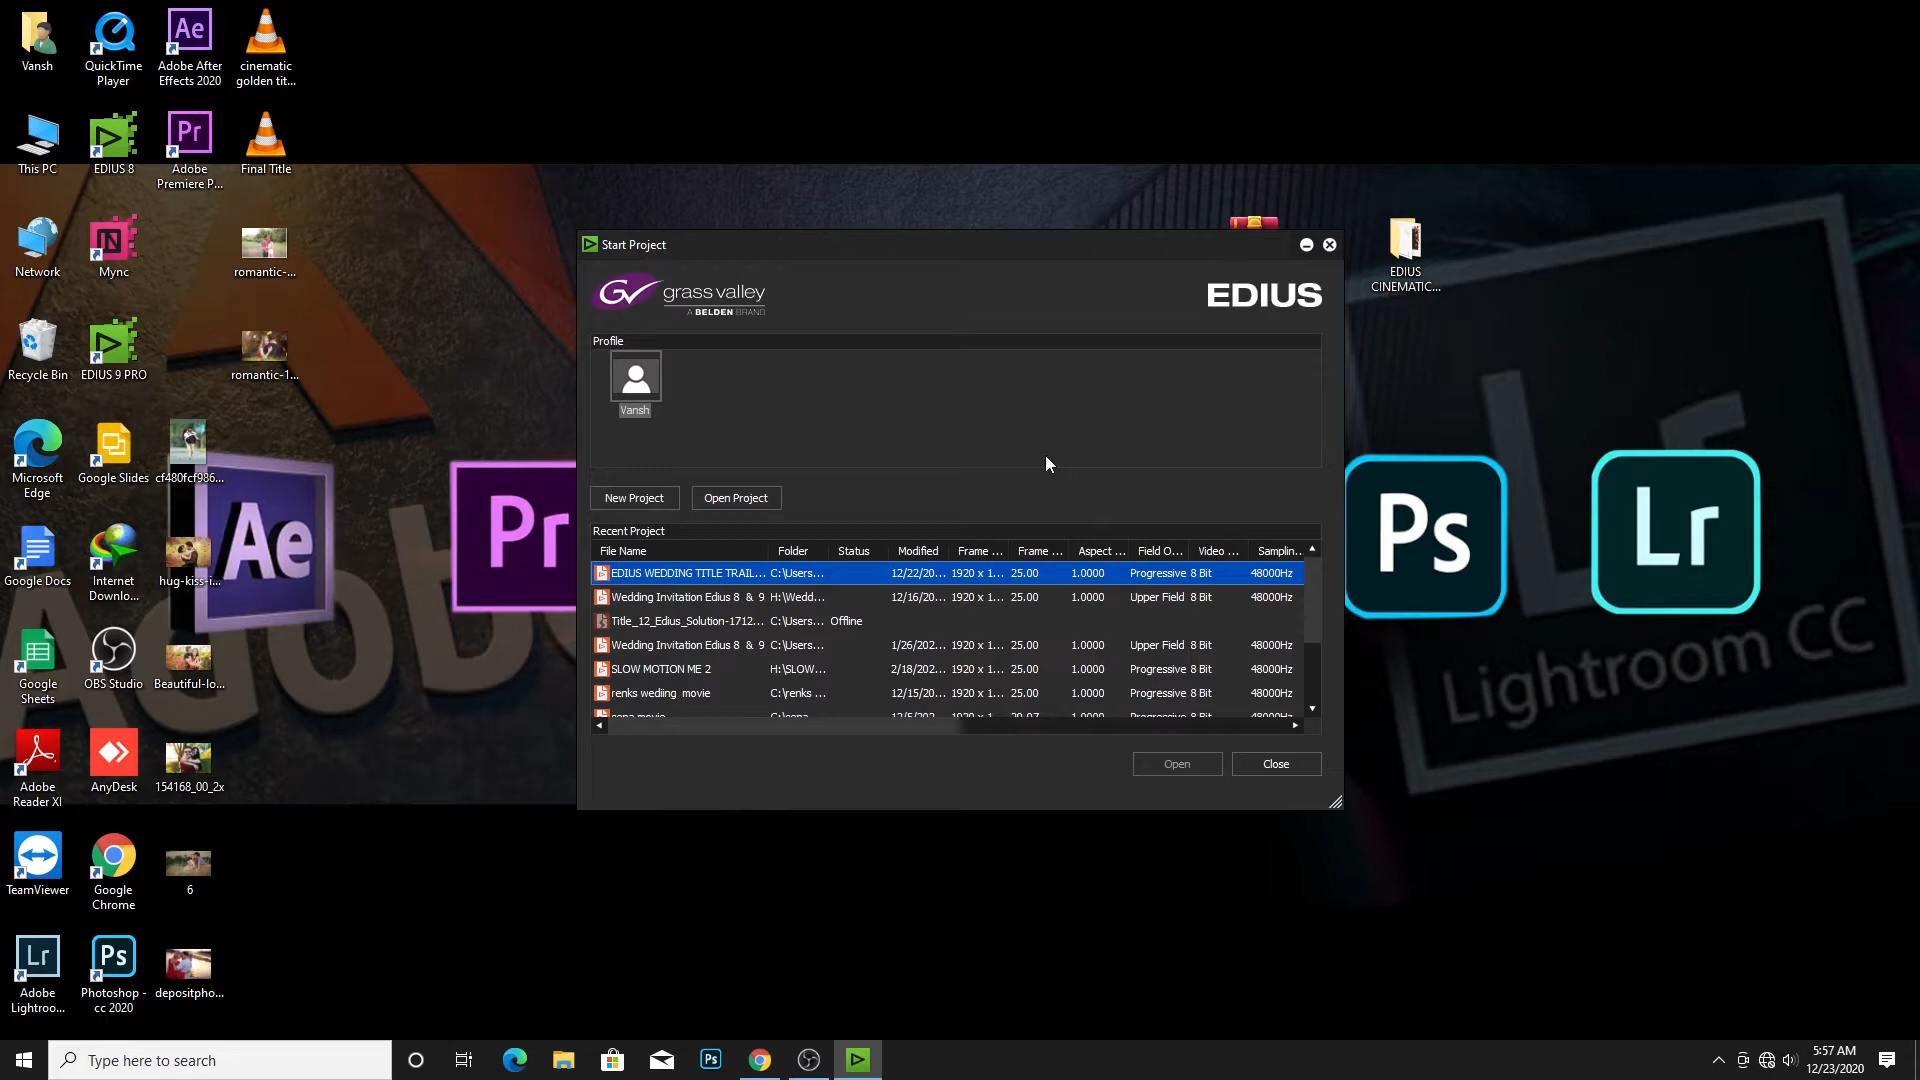 Vansh
QuickTime
Player
Ae
Adobe After
Effects 2020
cinematic
golden tit...
This PC
EDIUS 8
Pr
Adobe
Premiere P...
Final Title
Network
N
Mync
romantic-...
Recycle Bin
EDIUS 9 PRO
romantic-1...
Microsoft
Edge
Google Slides
cf480fcf986...
Google Docs
Internet
Downlo...
hug-kiss-i...
Google
Sheets
OBS Studio
Beautiful-lo...
Adobe
Reader XI
AnyDesk
154168_00_2x
TeamViewer
Google
Chrome
6
Lr
Adobe
Lightroo...
Ps
Photoshop -
cc 2020
depositpho...
Ae
Pr
Adob
Start Project
GV
grass valley
A BELDEN BRAND
EDIUS
Profile
Vansh
New Project
Open Project
Recent Project
File Name Folder Status Modified Frame ... Frame ... Aspect ... Field O... Video ... Samplin...
EDIUS WEDDING TITLE TRAIL... C:\Users... 12/22/20... 1920 x 1... 25.00 1.0000 Progressive 8 Bit 48000Hz
Wedding Invitation Edius 8 & 9 H:\Wedd... 12/16/20... 1920 x 1... 25.00 1.0000 Upper Field 8 Bit 48000Hz
Title_12_Edius_Solution-1712... C:\Users... Offline
Wedding Invitation Edius 8 & 9 C:\Users... 1/26/202... 1920 x 1... 25.00 1.0000 Upper Field 8 Bit 48000Hz
SLOW MOTION ME 2 H:\SLOW... 2/18/202... 1920 x 1... 25.00 1.0000 Progressive 8 Bit 48000Hz
renks wediing movie C:\renks ... 12/15/20... 1920 x 1... 25.00 1.0000 Progressive 8 Bit 48000Hz
Open
Close
EDIUS
CINEMATIC...
Ps
Lr
Lr
Lightroom CC
Type here to search
Ps
5:57 AM
12/23/2020